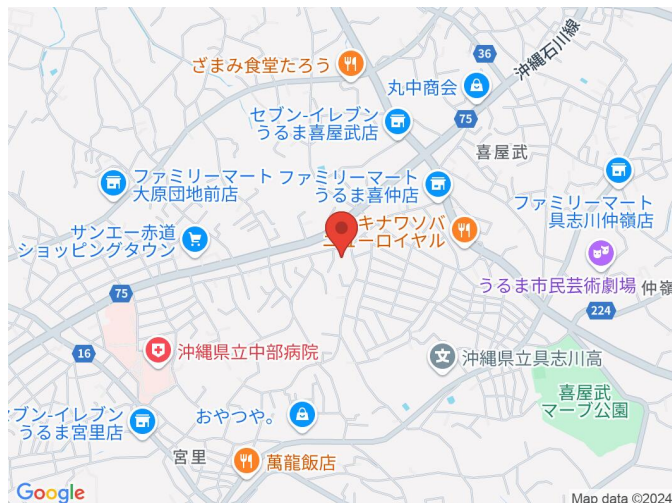 ざまみ食堂だろう
36
沖縄石川線
丸中商会
セブン-イレブン
うるま喜屋武店
75
喜屋武
ファミリーマート
大原団地前店
ファミリーマート
うるま喜仲店
ファミリーマート
具志川仲嶺店
サンエー赤道
ショッピングタウン
キナワソバ
ニューロイヤル
うるま市民芸術劇場
仲嶺
75
224
16
沖縄県立中部病院
沖縄県立具志川高
喜屋武
マーブ公園
セブン-イレブン
うるま宮里店
おやつや。
宮里
萬龍飯店
Google
Map data ©2024